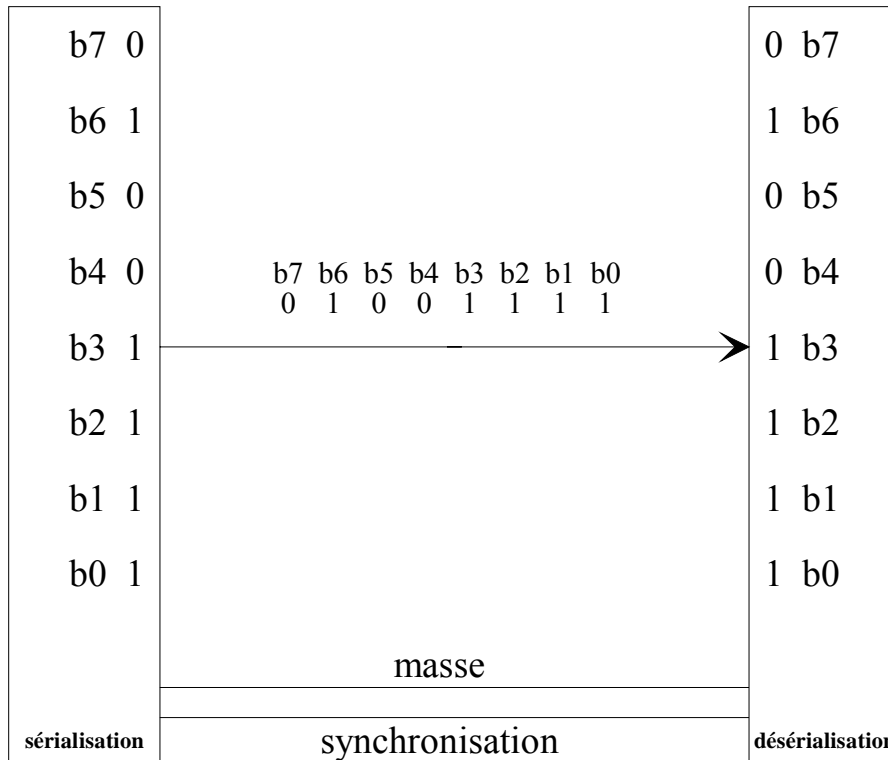 b7 0
0 b7
b6 1
1 b6
b5 0
0 b5
b4 0
b7 b6 b5 b4 b3 b2 b1 b0
0 b4
0 1 0 0 1 1 1 1
b3 1
1 b3
b2 1
1 b2
b1 1
1 b1
b0 1
1 b0
masse
sérialisation
synchronisation
désérialisation